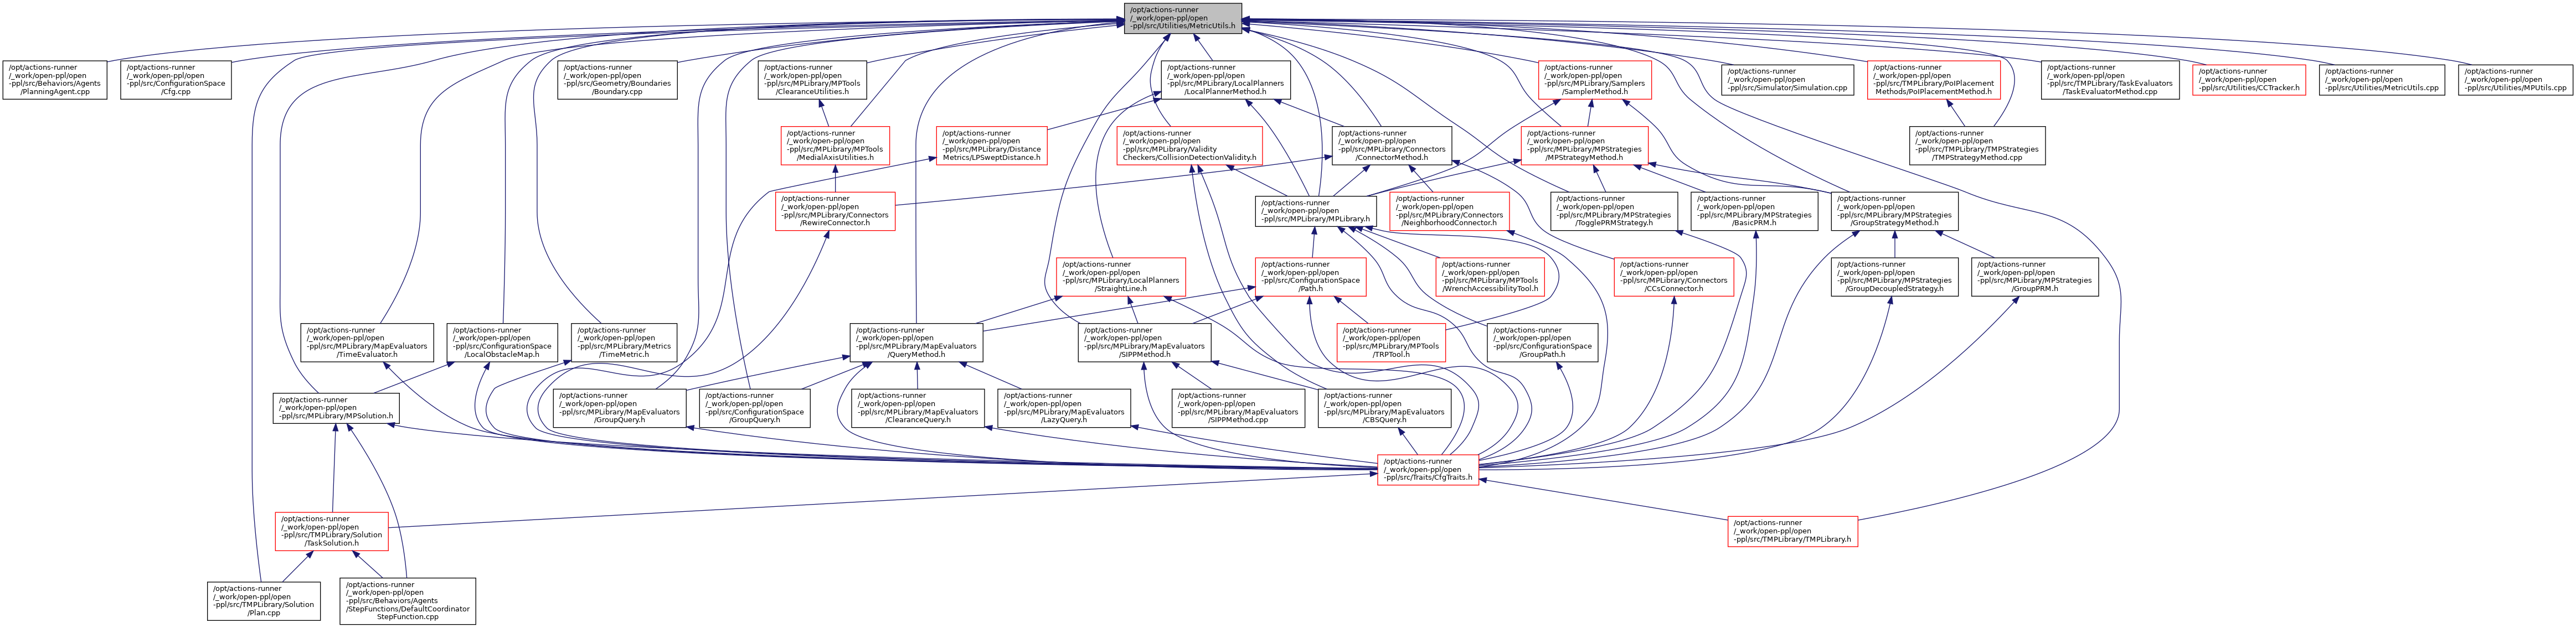 /opt/actions-runner
/_work/open-ppl/open
-ppl/src/Utilities/MetricUtils.h
/opt/actions-runner
/_work/open-ppl/open
-ppl/src/Behaviors/Agents
/PlanningAgent.cpp
/opt/actions-runner
/_work/open-ppl/open
-ppl/src/ConfigurationSpace
/Cfg.cpp
/opt/actions-runner
/_work/open-ppl/open
-ppl/src/Geometry/Boundaries
/Boundary.cpp
/opt/actions-runner
/_work/open-ppl/open
-ppl/src/MPLibrary/MPTools
/ClearanceUtilities.h
/opt/actions-runner
/_work/open-ppl/open
-ppl/src/MPLibrary/LocalPlanners
/LocalPlannerMethod.h
/opt/actions-runner
/_work/open-ppl/open
-ppl/src/MPLibrary/Samplers
/SamplerMethod.h
/opt/actions-runner
/_work/open-ppl/open
-ppl/src/Simulator/Simulation.cpp
/opt/actions-runner
/_work/open-ppl/open
-ppl/src/TMPLibrary/PoIPlacement
Methods/PoIPlacementMethod.h
/opt/actions-runner
/_work/open-ppl/open
-ppl/src/TMPLibrary/TaskEvaluators
/TaskEvaluatorMethod.cpp
/opt/actions-runner
/_work/open-ppl/open
-ppl/src/Utilities/CCTracker.h
/opt/actions-runner
/_work/open-ppl/open
-ppl/src/Utilities/MetricUtils.cpp
/opt/actions-runner
/_work/open-ppl/open
-ppl/src/Utilities/MPUtils.cpp
/opt/actions-runner
/_work/open-ppl/open
-ppl/src/MPLibrary/MPTools
/MedialAxisUtilities.h
/opt/actions-runner
/_work/open-ppl/open
-ppl/src/MPLibrary/Distance
Metrics/LPSweptDistance.h
/opt/actions-runner
/_work/open-ppl/open
-ppl/src/MPLibrary/Validity
Checkers/CollisionDetectionValidity.h
/opt/actions-runner
/_work/open-ppl/open
-ppl/src/MPLibrary/Connectors
/ConnectorMethod.h
/opt/actions-runner
/_work/open-ppl/open
-ppl/src/MPLibrary/MPStrategies
/MPStrategyMethod.h
/opt/actions-runner
/_work/open-ppl/open
-ppl/src/TMPLibrary/TMPStrategies
/TMPStrategyMethod.cpp
/opt/actions-runner
/_work/open-ppl/open
-ppl/src/MPLibrary/Connectors
/RewireConnector.h
/opt/actions-runner
/_work/open-ppl/open
-ppl/src/MPLibrary/MPLibrary.h
/opt/actions-runner
/_work/open-ppl/open
-ppl/src/MPLibrary/Connectors
/NeighborhoodConnector.h
/opt/actions-runner
/_work/open-ppl/open
-ppl/src/MPLibrary/MPStrategies
/TogglePRMStrategy.h
/opt/actions-runner
/_work/open-ppl/open
-ppl/src/MPLibrary/MPStrategies
/BasicPRM.h
/opt/actions-runner
/_work/open-ppl/open
-ppl/src/MPLibrary/MPStrategies
/GroupStrategyMethod.h
/opt/actions-runner
/_work/open-ppl/open
-ppl/src/MPLibrary/LocalPlanners
/StraightLine.h
/opt/actions-runner
/_work/open-ppl/open
-ppl/src/ConfigurationSpace
/Path.h
/opt/actions-runner
/_work/open-ppl/open
-ppl/src/MPLibrary/MPTools
/WrenchAccessibilityTool.h
/opt/actions-runner
/_work/open-ppl/open
-ppl/src/MPLibrary/Connectors
/CCsConnector.h
/opt/actions-runner
/_work/open-ppl/open
-ppl/src/MPLibrary/MPStrategies
/GroupDecoupledStrategy.h
/opt/actions-runner
/_work/open-ppl/open
-ppl/src/MPLibrary/MPStrategies
/GroupPRM.h
/opt/actions-runner
/_work/open-ppl/open
-ppl/src/MPLibrary/MapEvaluators
/TimeEvaluator.h
/opt/actions-runner
/_work/open-ppl/open
-ppl/src/ConfigurationSpace
/LocalObstacleMap.h
/opt/actions-runner
/_work/open-ppl/open
-ppl/src/MPLibrary/Metrics
/TimeMetric.h
/opt/actions-runner
/_work/open-ppl/open
-ppl/src/MPLibrary/MapEvaluators
/QueryMethod.h
/opt/actions-runner
/_work/open-ppl/open
-ppl/src/MPLibrary/MapEvaluators
/SIPPMethod.h
/opt/actions-runner
/_work/open-ppl/open
-ppl/src/MPLibrary/MPTools
/TRPTool.h
/opt/actions-runner
/_work/open-ppl/open
-ppl/src/ConfigurationSpace
/GroupPath.h
/opt/actions-runner
/_work/open-ppl/open
-ppl/src/MPLibrary/MPSolution.h
/opt/actions-runner
/_work/open-ppl/open
-ppl/src/MPLibrary/MapEvaluators
/GroupQuery.h
/opt/actions-runner
/_work/open-ppl/open
-ppl/src/ConfigurationSpace
/GroupQuery.h
/opt/actions-runner
/_work/open-ppl/open
-ppl/src/MPLibrary/MapEvaluators
/ClearanceQuery.h
/opt/actions-runner
/_work/open-ppl/open
-ppl/src/MPLibrary/MapEvaluators
/LazyQuery.h
/opt/actions-runner
/_work/open-ppl/open
-ppl/src/MPLibrary/MapEvaluators
/SIPPMethod.cpp
/opt/actions-runner
/_work/open-ppl/open
-ppl/src/MPLibrary/MapEvaluators
/CBSQuery.h
/opt/actions-runner
/_work/open-ppl/open
-ppl/src/Traits/CfgTraits.h
/opt/actions-runner
/_work/open-ppl/open
-ppl/src/TMPLibrary/Solution
/TaskSolution.h
/opt/actions-runner
/_work/open-ppl/open
-ppl/src/TMPLibrary/TMPLibrary.h
/opt/actions-runner
/_work/open-ppl/open
-ppl/src/TMPLibrary/Solution
/Plan.cpp
/opt/actions-runner
/_work/open-ppl/open
-ppl/src/Behaviors/Agents
/StepFunctions/DefaultCoordinator
StepFunction.cpp